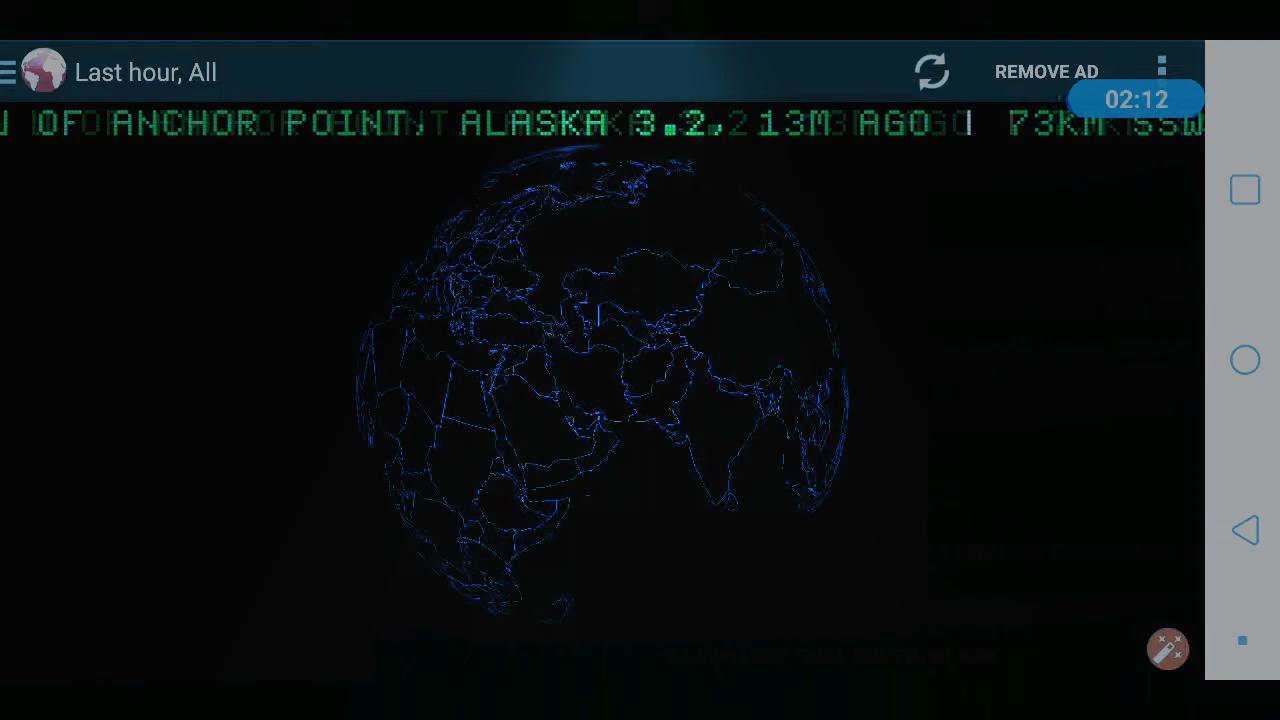 Last hour, All
REMOVE AD
02:12
OF ANCHOR POINT, ALASKA 3.2, 13M AGO | 73KM SSW